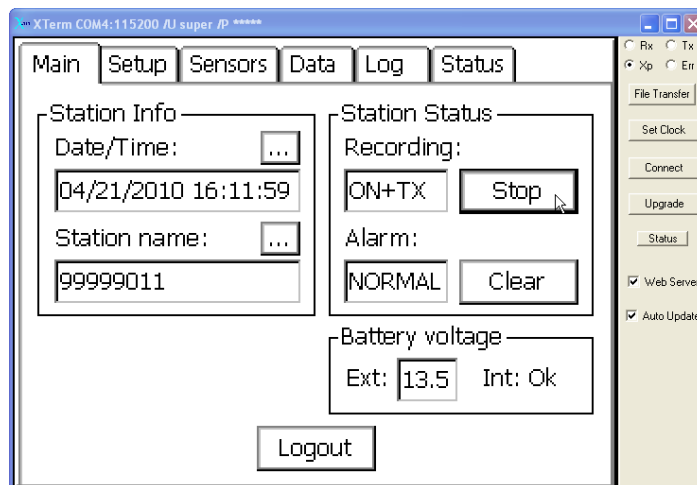 XTerm COM4:115200 /U super /P *****
Main Setup Sensors Data Log Status
Station Info
Date/Time: ...
04/21/2010 16:11:59
Station name: ...
99999011
Station Status
Recording:
ON+TX Stop
Alarm:
NORMAL Clear
Battery voltage
Ext: 13.5 Int: Ok
Logout
Rx Tx
Xp Err
File Transfer
Set Clock
Connect
Upgrade
Status
Web Server
Auto Update